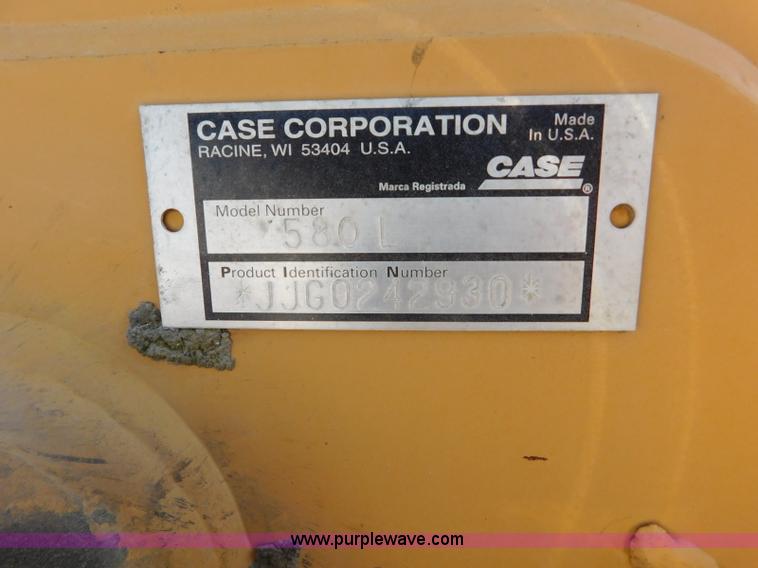 CASE CORPORATION
RACINE, WI 53404 U.S.A.
Made
In U.S.A.
CASE
®
Marca Registrada
Model Number
580 L
Product Identification Number
*JJG0242930*
www.purplewave.com